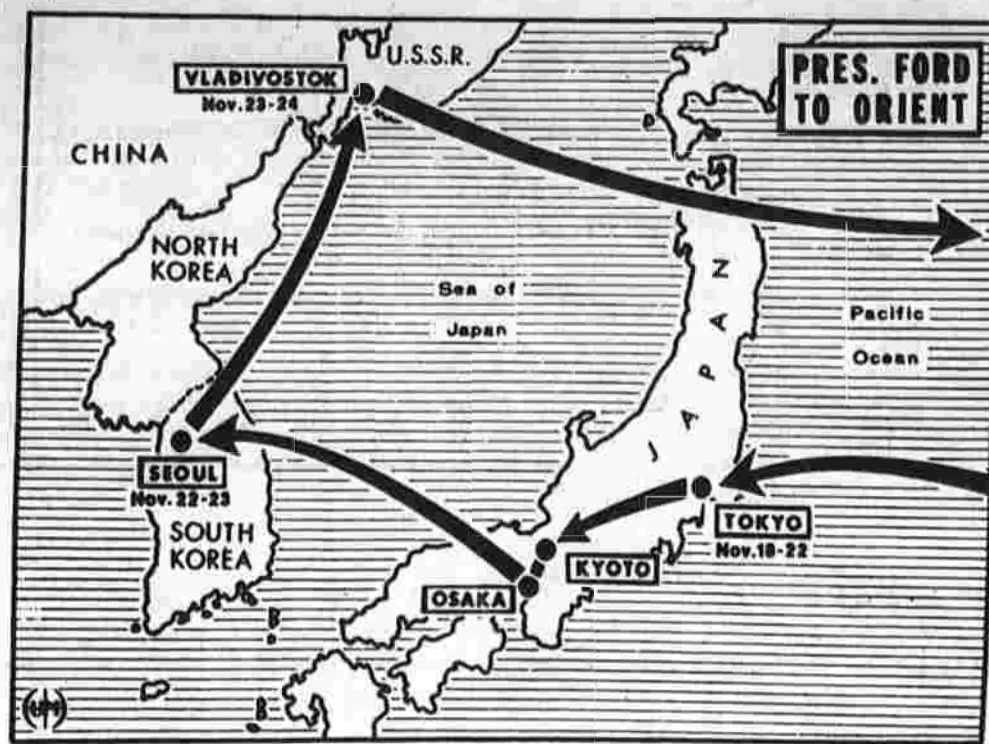 U.S.S.R.
PRES. FORD
TO ORIENT
VLADIVOSTOK
Nov. 23-24
CHINA
NORTH
KOREA
Sea of
Japan
Pacific
Ocean
JAPAN
SEOUL
Nov. 22-23
SOUTH
KOREA
TOKYO
Nov. 18-22
KYOTO
OSAKA
UPI